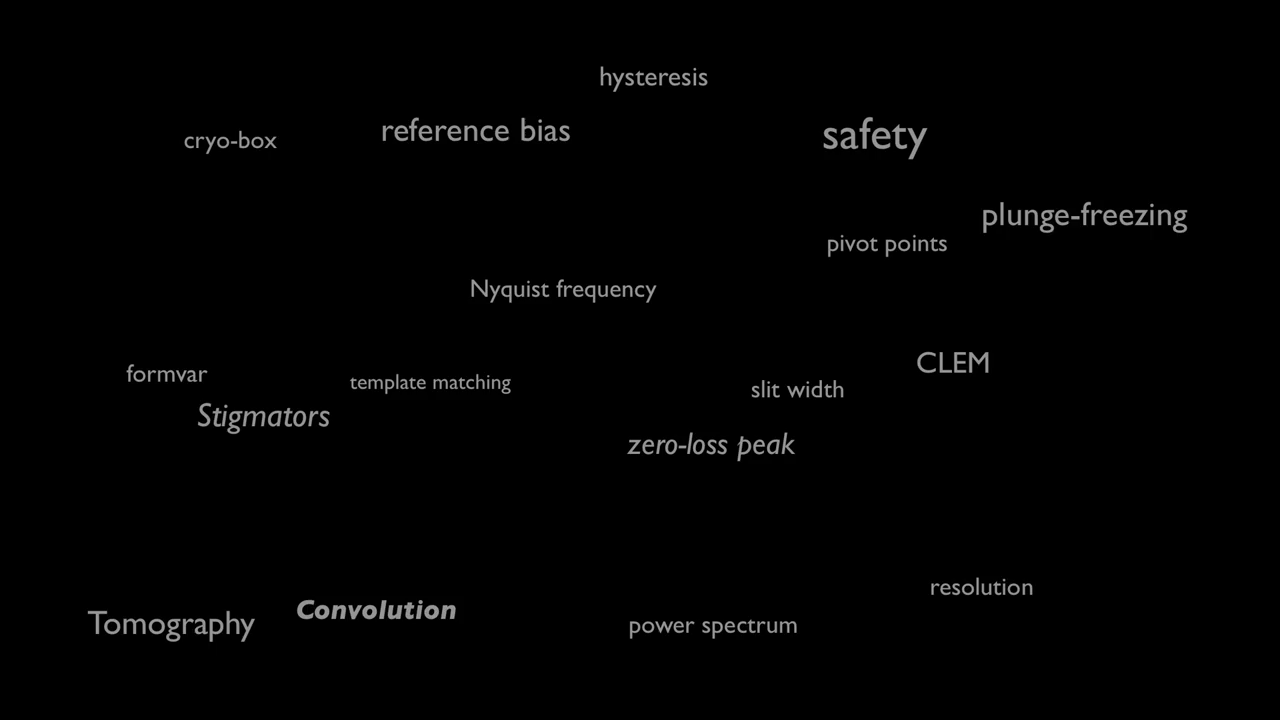 hysteresis
cryo-box
reference bias
safety
plunge-freezing
pivot points
Nyquist frequency
CLEM
formvar
template matching
slit width
Stigmators
zero-loss peak
resolution
Convolution
Tomography
power spectrum